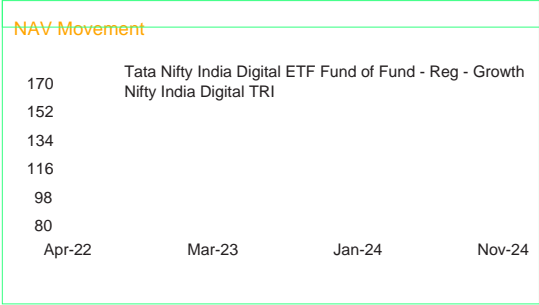 NAV Movement
Tata Nifty India Digital ETF Fund of Fund - Reg - Growth
Nifty India Digital TRI
170
152
134
116
98
80
Apr-22 Mar-23 Jan-24 Nov-24